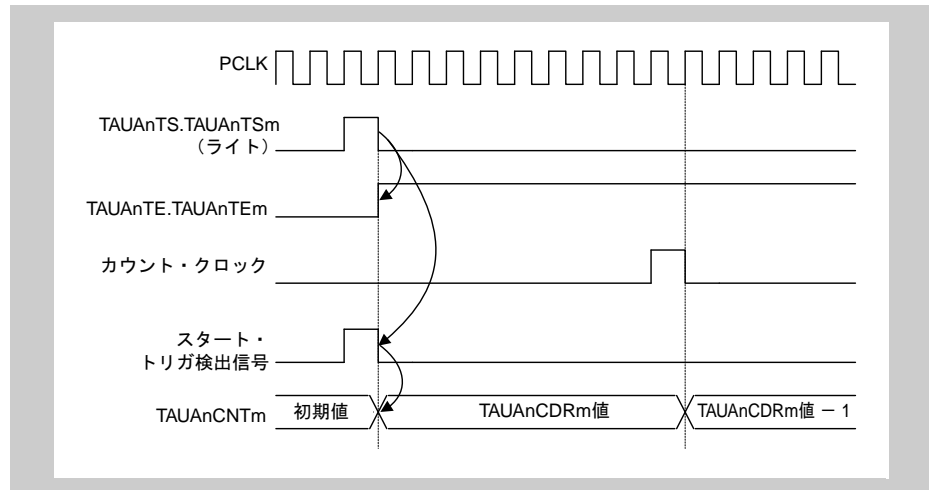 PCLK
TAUAnTS.TAUAnTSm
（ライト）
TAUAnTE.TAUAnTEm
カウント・クロック
スタート・
トリガ検出信号
TAUAnCNTm
初期値
TAUAnCDRm値
TAUAnCDRm値 － 1